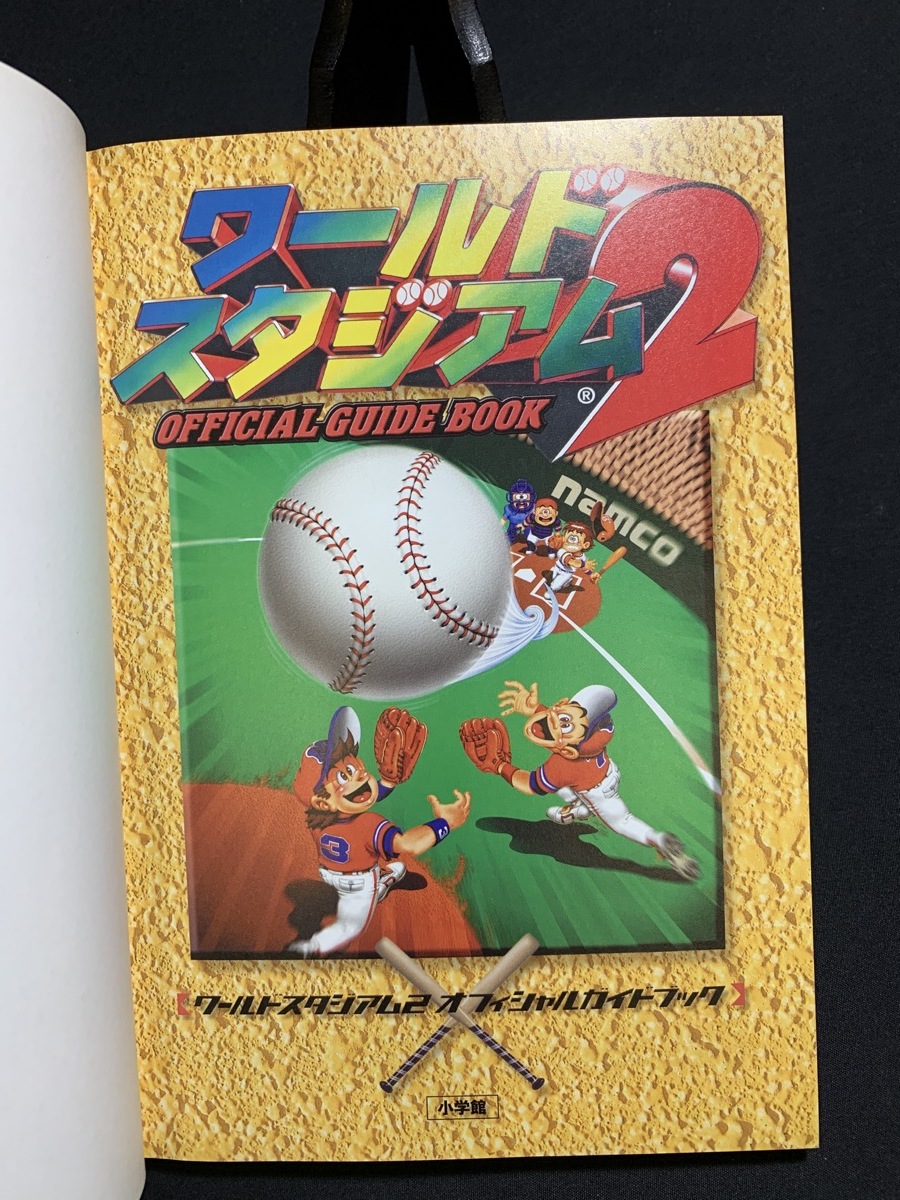 ワールド
スタジアム2
®
OFFICIAL GUIDE BOOK
namco
3
3
ワールドスタジアム2 オフィシャルガイドブック
小学館